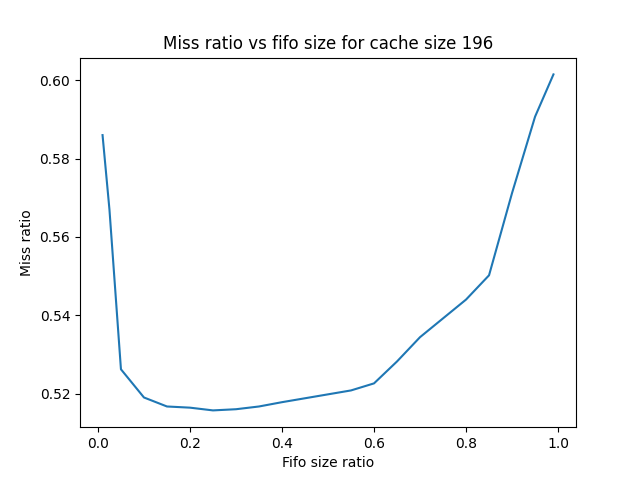 Miss ratio vs fifo size for cache size 196
0.60
0.58
0.56
0.54
0.52
Miss ratio
0.0 0.2 0.4 0.6 0.8 1.0
Fifo size ratio